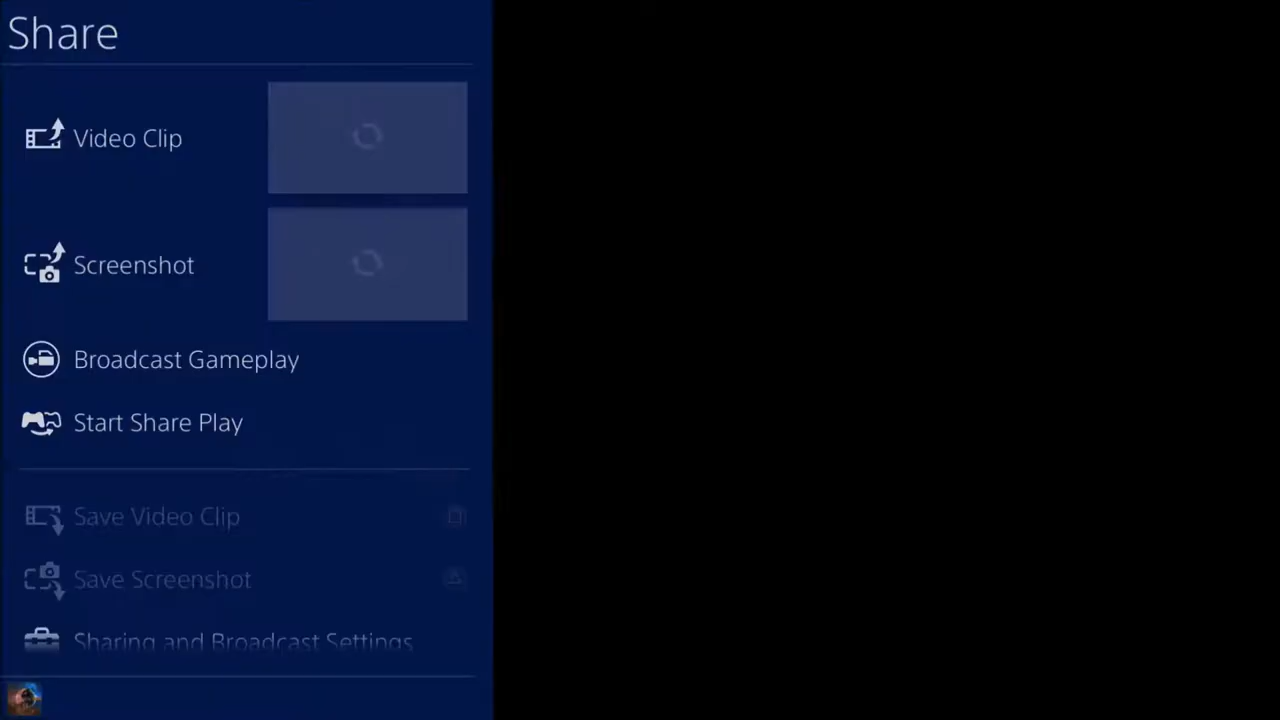 Share
Video Clip
Screenshot
Broadcast Gameplay
Start Share Play
Save Video Clip
Save Screenshot
Sharing and Broadcast Settings